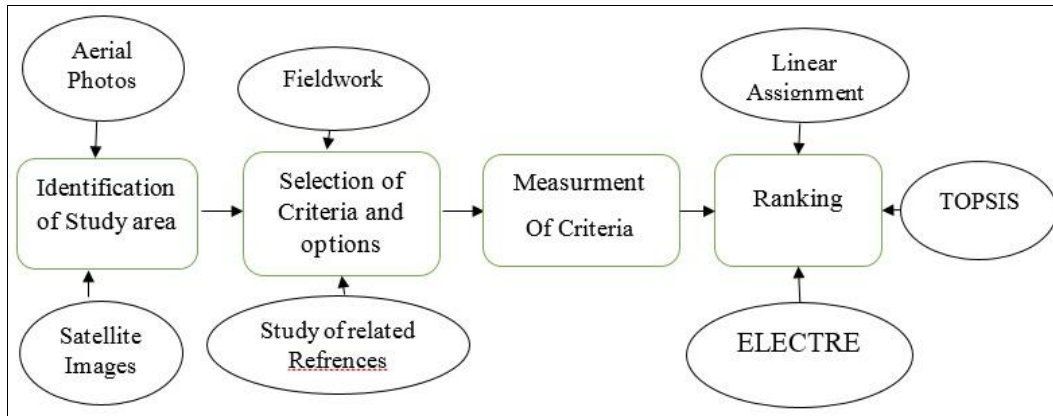 Aerial
Photos
Fieldwork
Linear
Assignment
Identification
of Study area
Selection of
Criteria and
options
Measurment
Of Criteria
Ranking
TOPSIS
Satellite
Images
Study of related
Refrences
ELECTRE